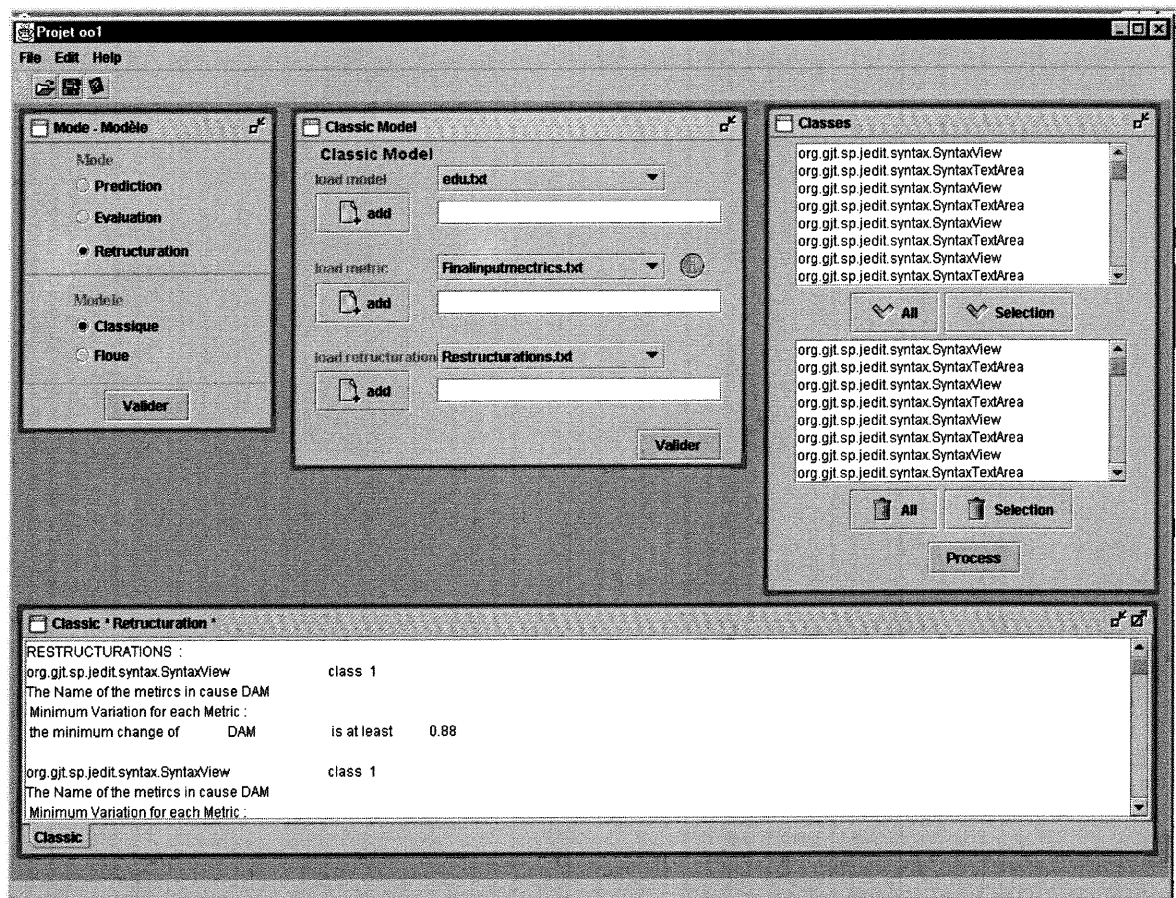 Projet oo1
File Edit Help
Mode - Modèle
Mode
Prediction
Evaluation
Retructuration
Modele
Classique
Floue
Valider
Classic Model
Classic Model
load model edu.txt
add
load metric Finalinputmectrics.txt
add
load retructuration Restructurations.txt
add
Valider
Classes
org.gjt.sp.jedit.syntax.SyntaxView
org.gjt.sp.jedit.syntax.SyntaxTextArea
org.gjt.sp.jedit.syntax.SyntaxView
org.gjt.sp.jedit.syntax.SyntaxTextArea
org.gjt.sp.jedit.syntax.SyntaxView
org.gjt.sp.jedit.syntax.SyntaxTextArea
org.gjt.sp.jedit.syntax.SyntaxView
org.gjt.sp.jedit.syntax.SyntaxTextArea
All Selection
org.gjt.sp.jedit.syntax.SyntaxView
org.gjt.sp.jedit.syntax.SyntaxTextArea
org.gjt.sp.jedit.syntax.SyntaxView
org.gjt.sp.jedit.syntax.SyntaxTextArea
org.gjt.sp.jedit.syntax.SyntaxView
org.gjt.sp.jedit.syntax.SyntaxTextArea
org.gjt.sp.jedit.syntax.SyntaxView
org.gjt.sp.jedit.syntax.SyntaxTextArea
All Selection
Process
Classic * Retructuration *
RESTRUCTURATIONS :
org.gjt.sp.jedit.syntax.SyntaxView class 1
The Name of the metircs in cause DAM
Minimum Variation for each Metric :
the minimum change of DAM is at least 0.88
org.gjt.sp.jedit.syntax.SyntaxView class 1
The Name of the metircs in cause DAM
Minimum Variation for each Metric :
Classic